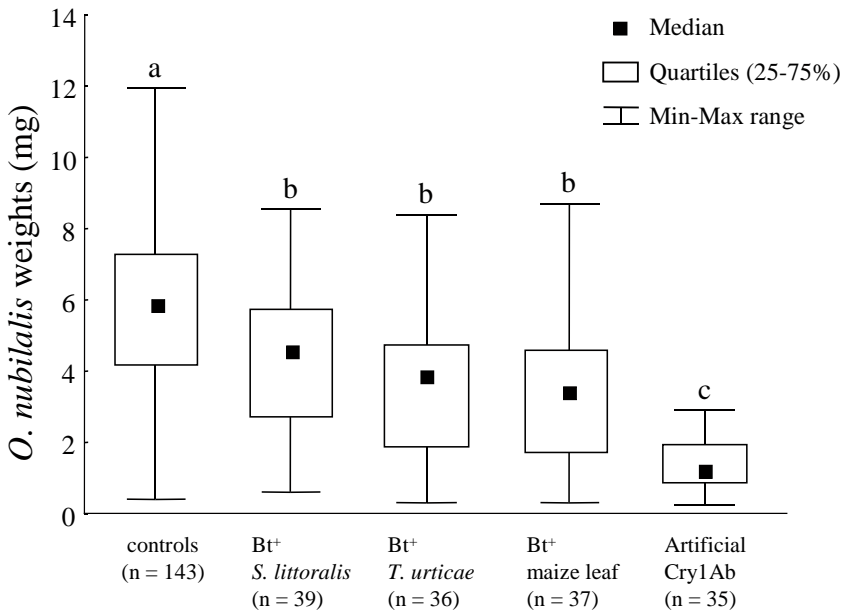 14
12
10
8
6
4
2
0
O. nubilalis weights (mg)
Median
Quartiles (25-75%)
Min-Max range
a
b
b
b
c
controls
(n = 143)
Bt+
S. littoralis
(n = 39)
Bt+
T. urticae
(n = 36)
Bt+
maize leaf
(n = 37)
Artificial
Cry1Ab
(n = 35)